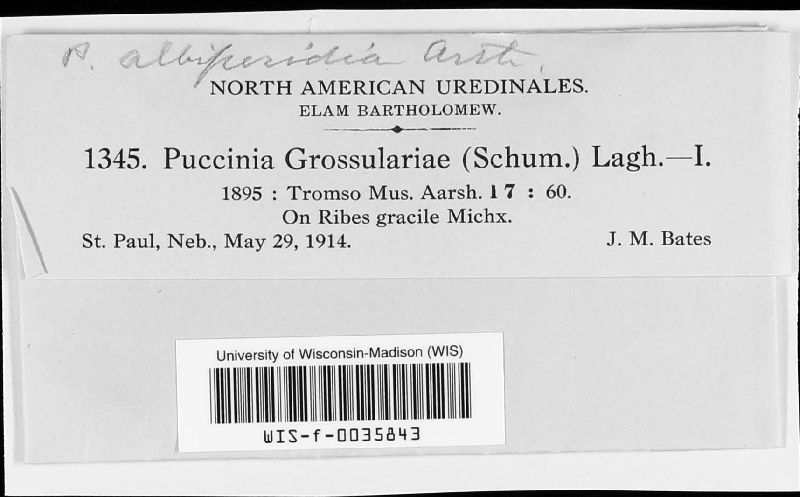 P. albiperidia Arth.
NORTH AMERICAN UREDINALES.
ELAM BARTHOLOMEW.
1345. Puccinia Grossulariae (Schum.) Lagh.—I.
1895 : Tromso Mus. Aarsh. 17 : 60.
On Ribes gracile Michx.
St. Paul, Neb., May 29, 1914. J. M. Bates
University of Wisconsin-Madison (WIS)
WIS-f-0035843